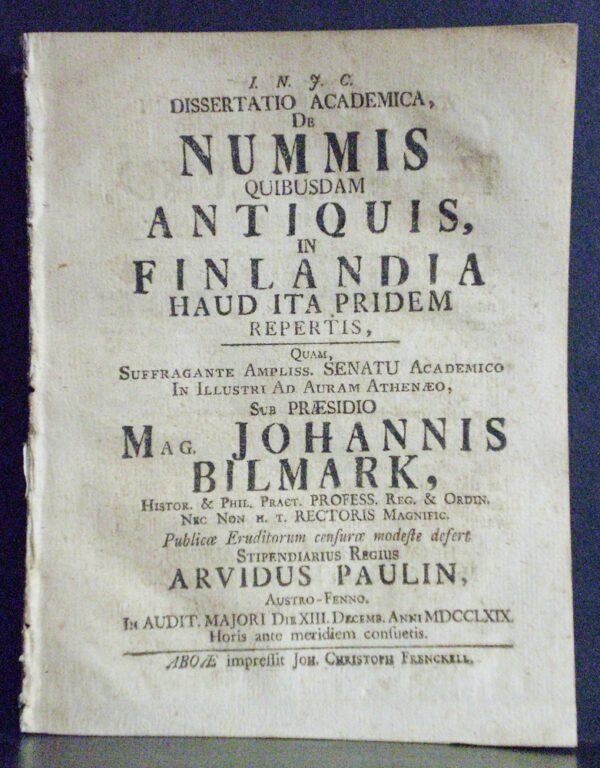 I. N. J. C.
DISSERTATIO ACADEMICA,
DE
NUMMIS
QUIBUSDAM
ANTIQUIS,
IN
FINLANDIA
HAUD ITA PRIDEM
REPERTIS,
QUAM,
SUFFRAGANTE AMPLISS. SENATU ACADEMICO
IN ILLUSTRI AD AURAM ATHENÆO,
SUB PRÆSIDIO
MAG. JOHANNIS
BILMARK,
HISTOR. & PHIL. PRACT. PROFESS. REG. & ORDIN.
NEC NON H. T. RECTORIS MAGNIFIC.
Publicæ Eruditorum censuræ modeste defert
STIPENDIARIUS REGIUS
ARVIDUS PAULIN,
AUSTRO-FENNO.
IN AUDIT. MAJORI DIE XIII. DECEMB. ANNI MDCCLXIX.
Horis ante meridiem consuetis.
ABOÆ impressit JOH. CHRISTOPH FRENCKELL.